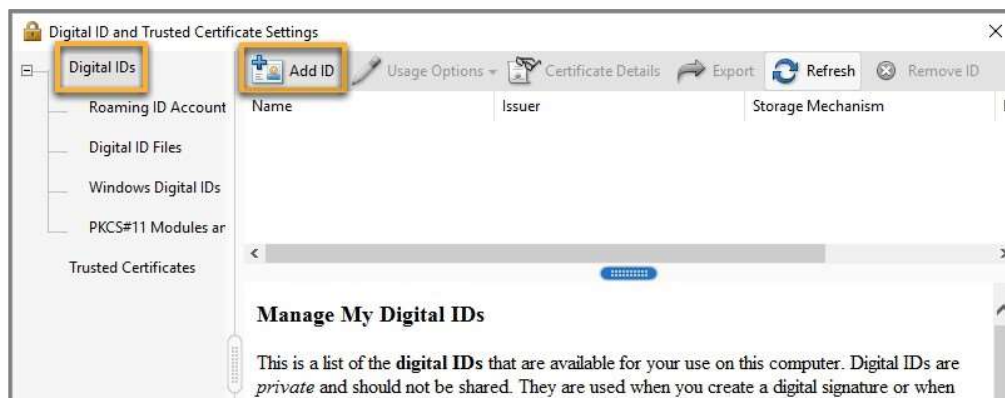 Digital ID and Trusted Certificate Settings
Digital IDs
Add ID Usage Options Certificate Details Export Refresh Remove ID
Roaming ID Account
Name Issuer Storage Mechanism
Digital ID Files
Windows Digital IDs
PKCS#11 Modules ar
Trusted Certificates
Manage My Digital IDs
This is a list of the digital IDs that are available for your use on this computer. Digital IDs are
private and should not be shared. They are used when you create a digital signature or when